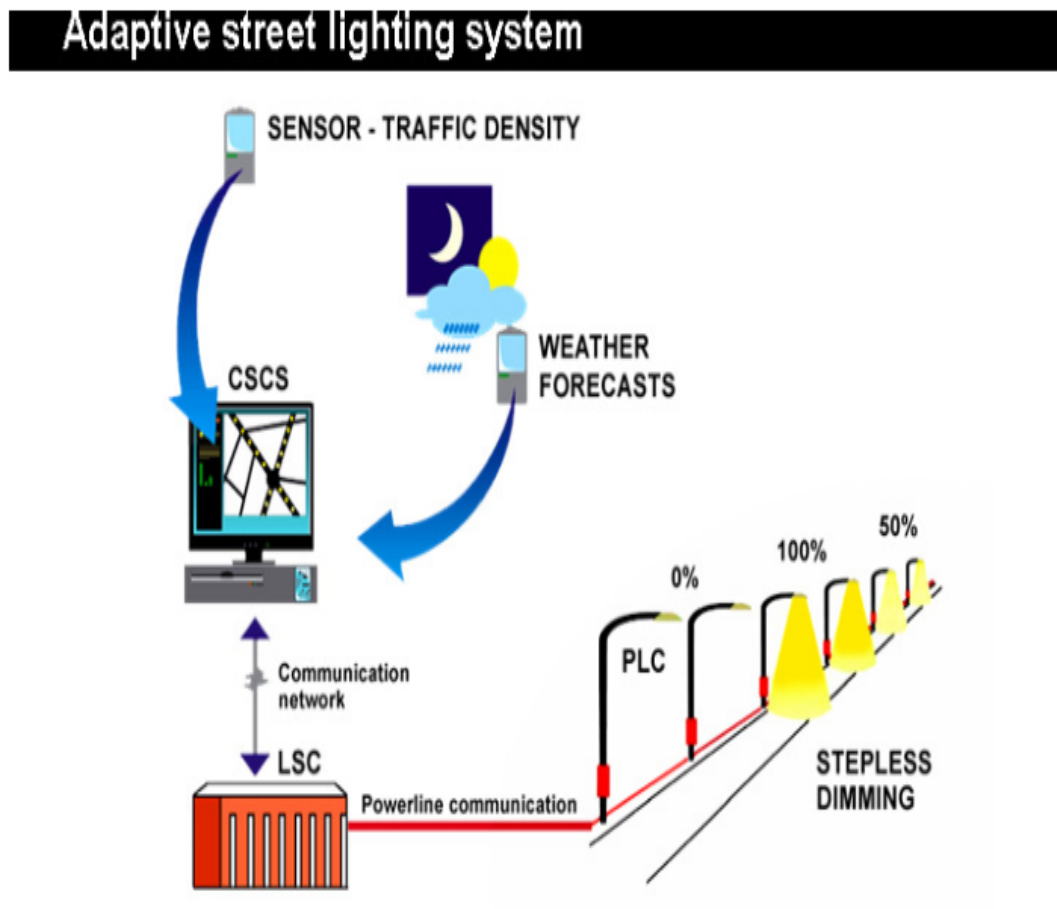 Adaptive street lighting system
SENSOR - TRAFFIC DENSITY
WEATHER
FORECASTS
CSCS
50%
100%
0%
PLC
Communication
network
LSC
Powerline communication
STEPLESS
DIMMING